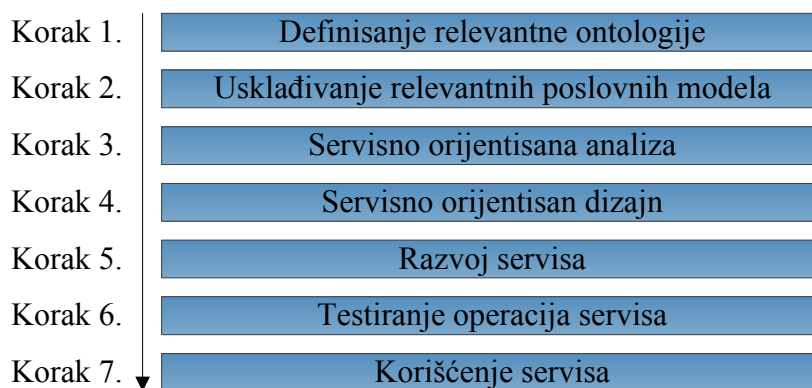 Korak 1. Definisanje relevantne ontologije
Korak 2. Usklađivanje relevantnih poslovnih modela
Korak 3. Servisno orijentisana analiza
Korak 4. Servisno orijentisan dizajn
Korak 5. Razvoj servisa
Korak 6. Testiranje operacija servisa
Korak 7. Korišćenje servisa